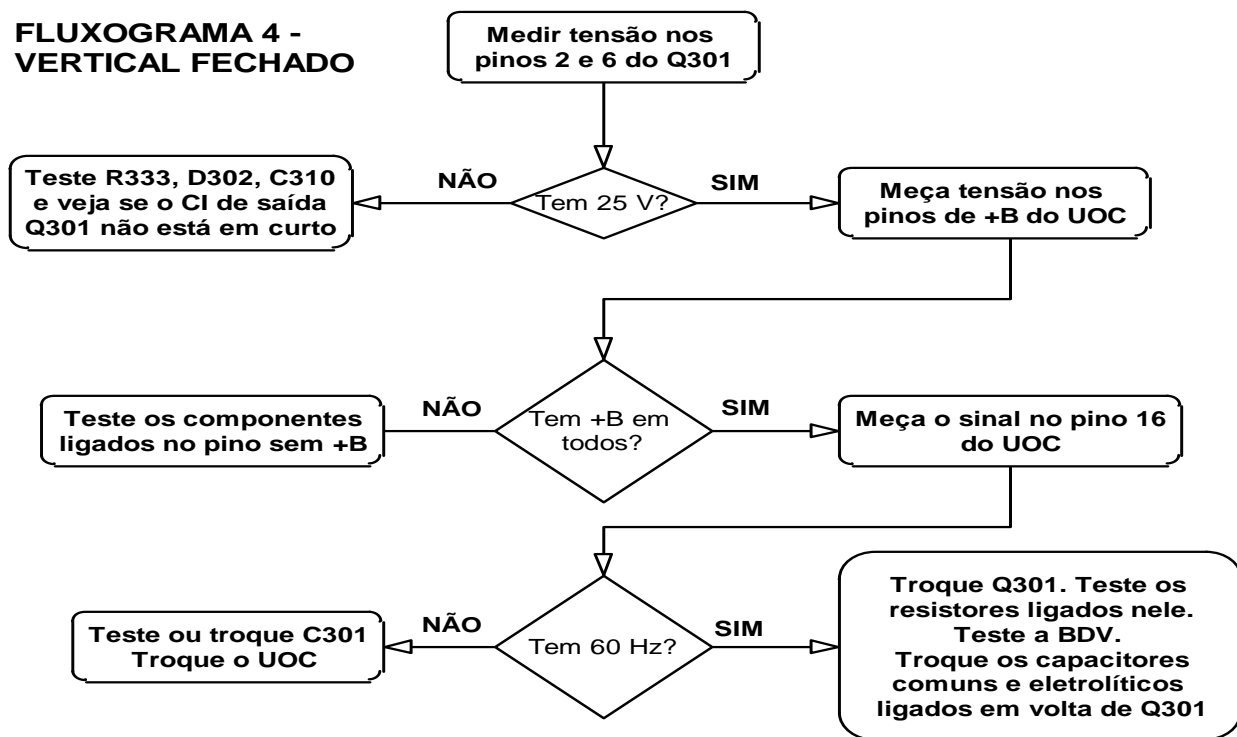 FLUXOGRAMA 4 -
VERTICAL FECHADO
Medir tensão nos
pinos 2 e 6 do Q301
NÃO
SIM
Teste R333, D302, C310
e veja se o CI de saída
Q301 não está em curto
Tem 25 V?
Meça tensão nos
pinos de +B do UOC
NÃO
SIM
Teste os componentes
ligados no pino sem +B
Tem +B em
todos?
Meça o sinal no pino 16
do UOC
NÃO
SIM
Teste ou troque C301
Troque o UOC
Tem 60 Hz?
Troque Q301. Teste os
resistores ligados nele.
Teste a BDV.
Troque os capacitores
comuns e eletrolíticos
ligados em volta de Q301